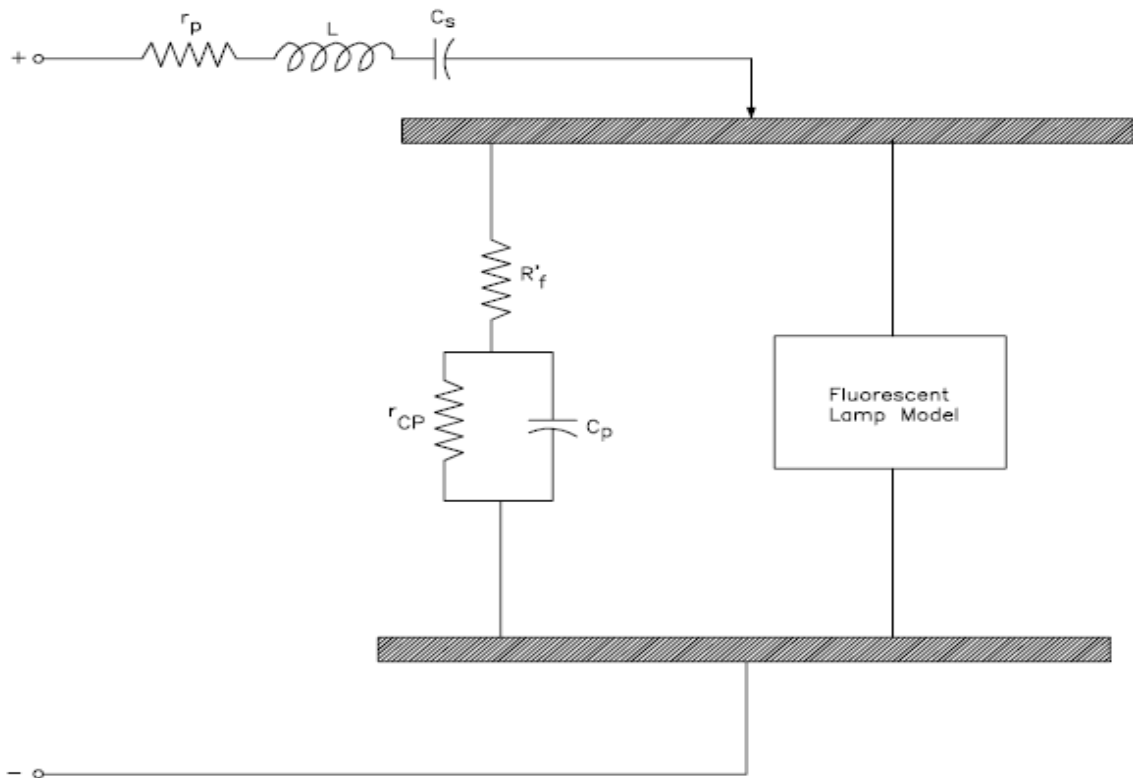 r_p
L
C_s
+
R'_f
r_CP
C_p
Fluorescent
Lamp Model
-